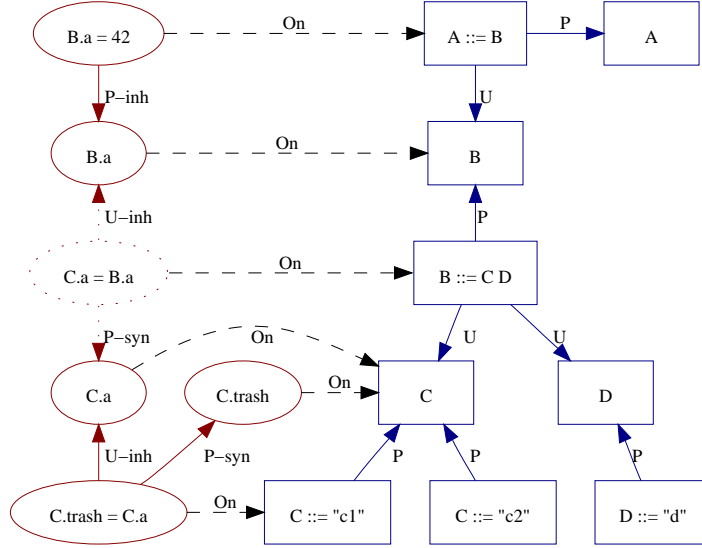 B.a = 42
On
A ::= B
P
A
P−inh
U
B.a
On
B
U−inh
P
C.a = B.a
On
B ::= C D
P−syn
On
U
U
C.a
C.trash
On
C
D
U−inh
P−syn
P
P
P
C.trash = C.a
On
C ::= "c1"
C ::= "c2"
D ::= "d"